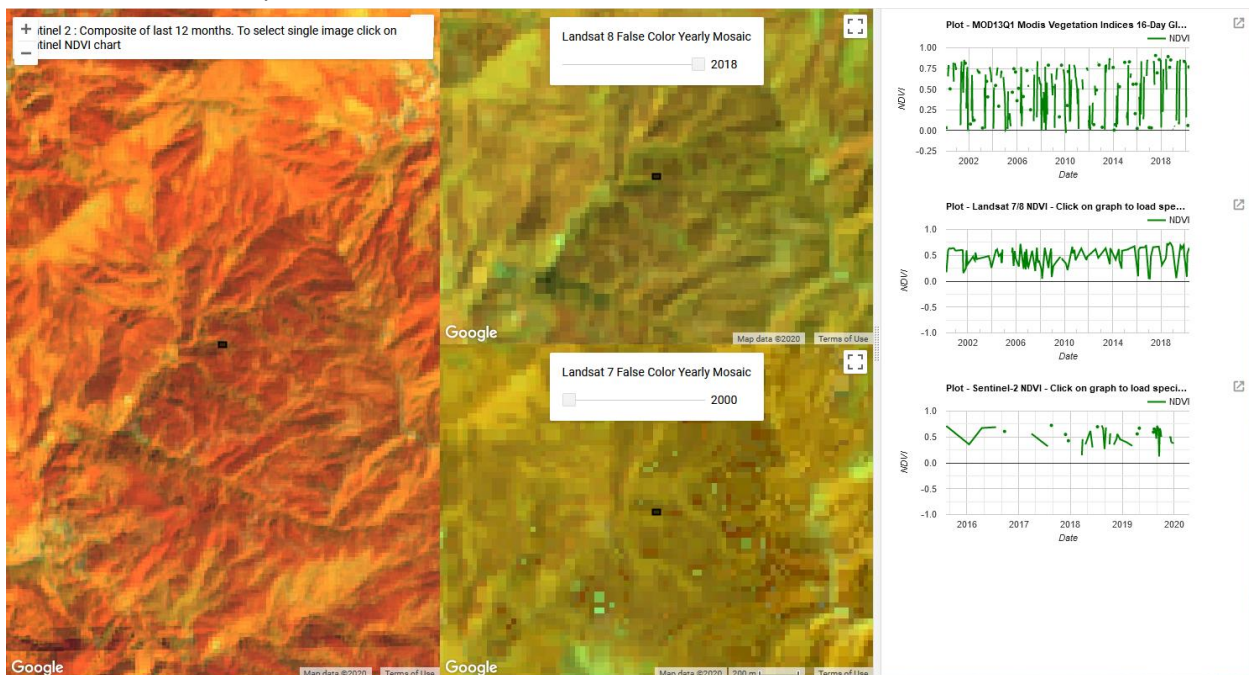 tinel 2 : Composite of last 12 months. To select single image click on
tinel NDVI chart
+
−
Google
Map data ©2020 Terms of Use
Landsat 8 False Color Yearly Mosaic
2018
Google
Map data ©2020 Terms of Use
Landsat 7 False Color Yearly Mosaic
2000
Google
Map data ©2020 200 m Terms of Use
Plot - MOD13Q1 Modis Vegetation Indices 16-Day Gl...
NDVI
1.00
0.75
0.50
0.25
0.00
-0.25
NDVI
2002 2006 2010 2014 2018
Date
Plot - Landsat 7/8 NDVI - Click on graph to load spe...
NDVI
1.0
0.5
0.0
-0.5
-1.0
NDVI
2002 2006 2010 2014 2018
Date
Plot - Sentinel-2 NDVI - Click on graph to load speci...
NDVI
1.0
0.5
0.0
-0.5
-1.0
NDVI
2016 2017 2018 2019 2020
Date